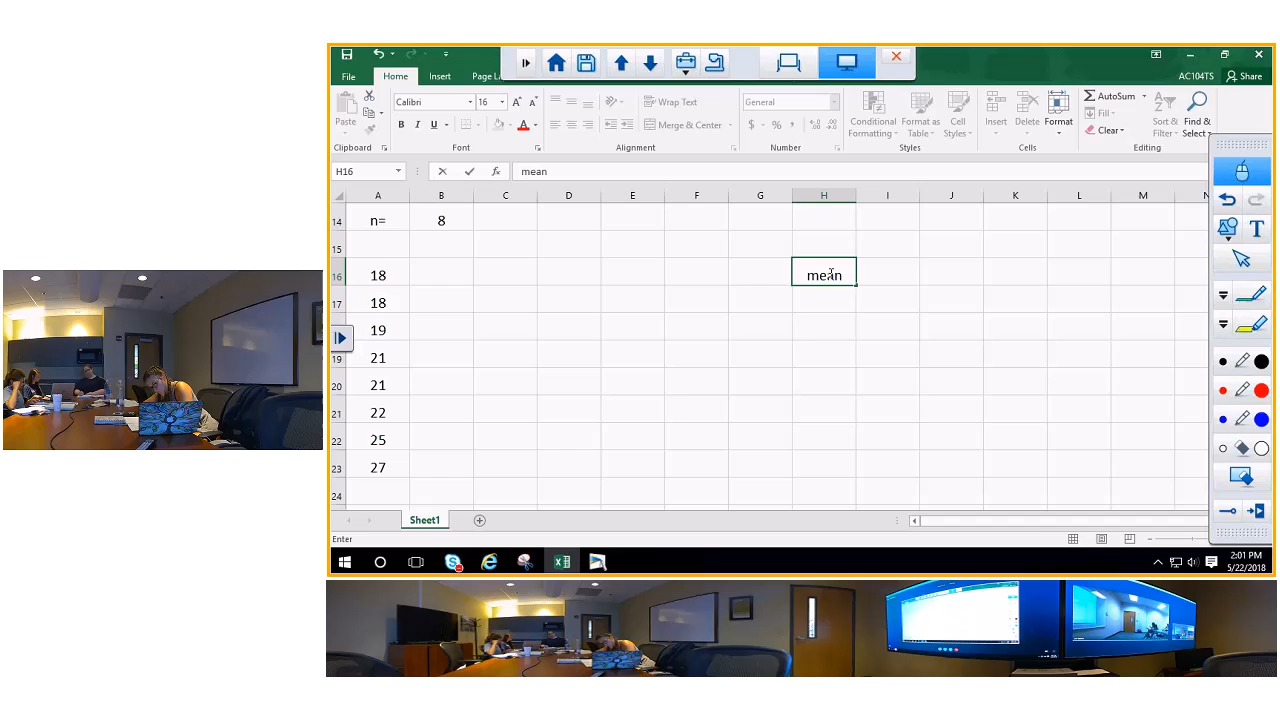 AC104TS
Share
File
Home
Insert
Page La
Paste
Clipboard
Calibri
16
B I U
Font
Wrap Text
Merge & Center
Alignment
General
$ % ,
Number
Conditional
Formatting
Format as
Table
Cell
Styles
Styles
Insert
Delete
Format
Cells
AutoSum
Fill
Clear
Sort &
Filter
Find &
Select
Editing
H16
fx
mean
A B C D E F G H I J K L M N
14 n= 8
15
16 18 mean
17 18
19
19 21
20 21
21 22
22 25
23 27
24
Sheet1
Enter
T
2:01 PM
5/22/2018